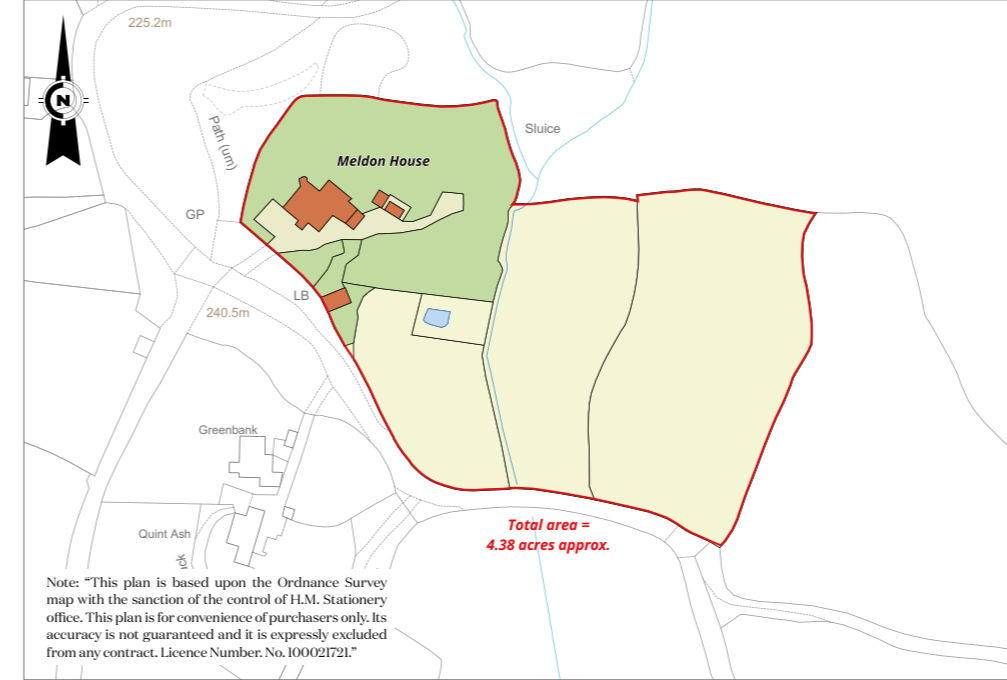 225.2m
N
Path (um)
Sluice
Meldon House
GP
LB
240.5m
Greenbank
Total area =
4.38 acres approx.
Quint Ash
Note: “This plan is based upon the Ordnance Survey
map with the sanction of the control of H.M. Stationery
office. This plan is for convenience of purchasers only. Its
accuracy is not guaranteed and it is expressly excluded
from any contract. Licence Number. No. 100021721.”